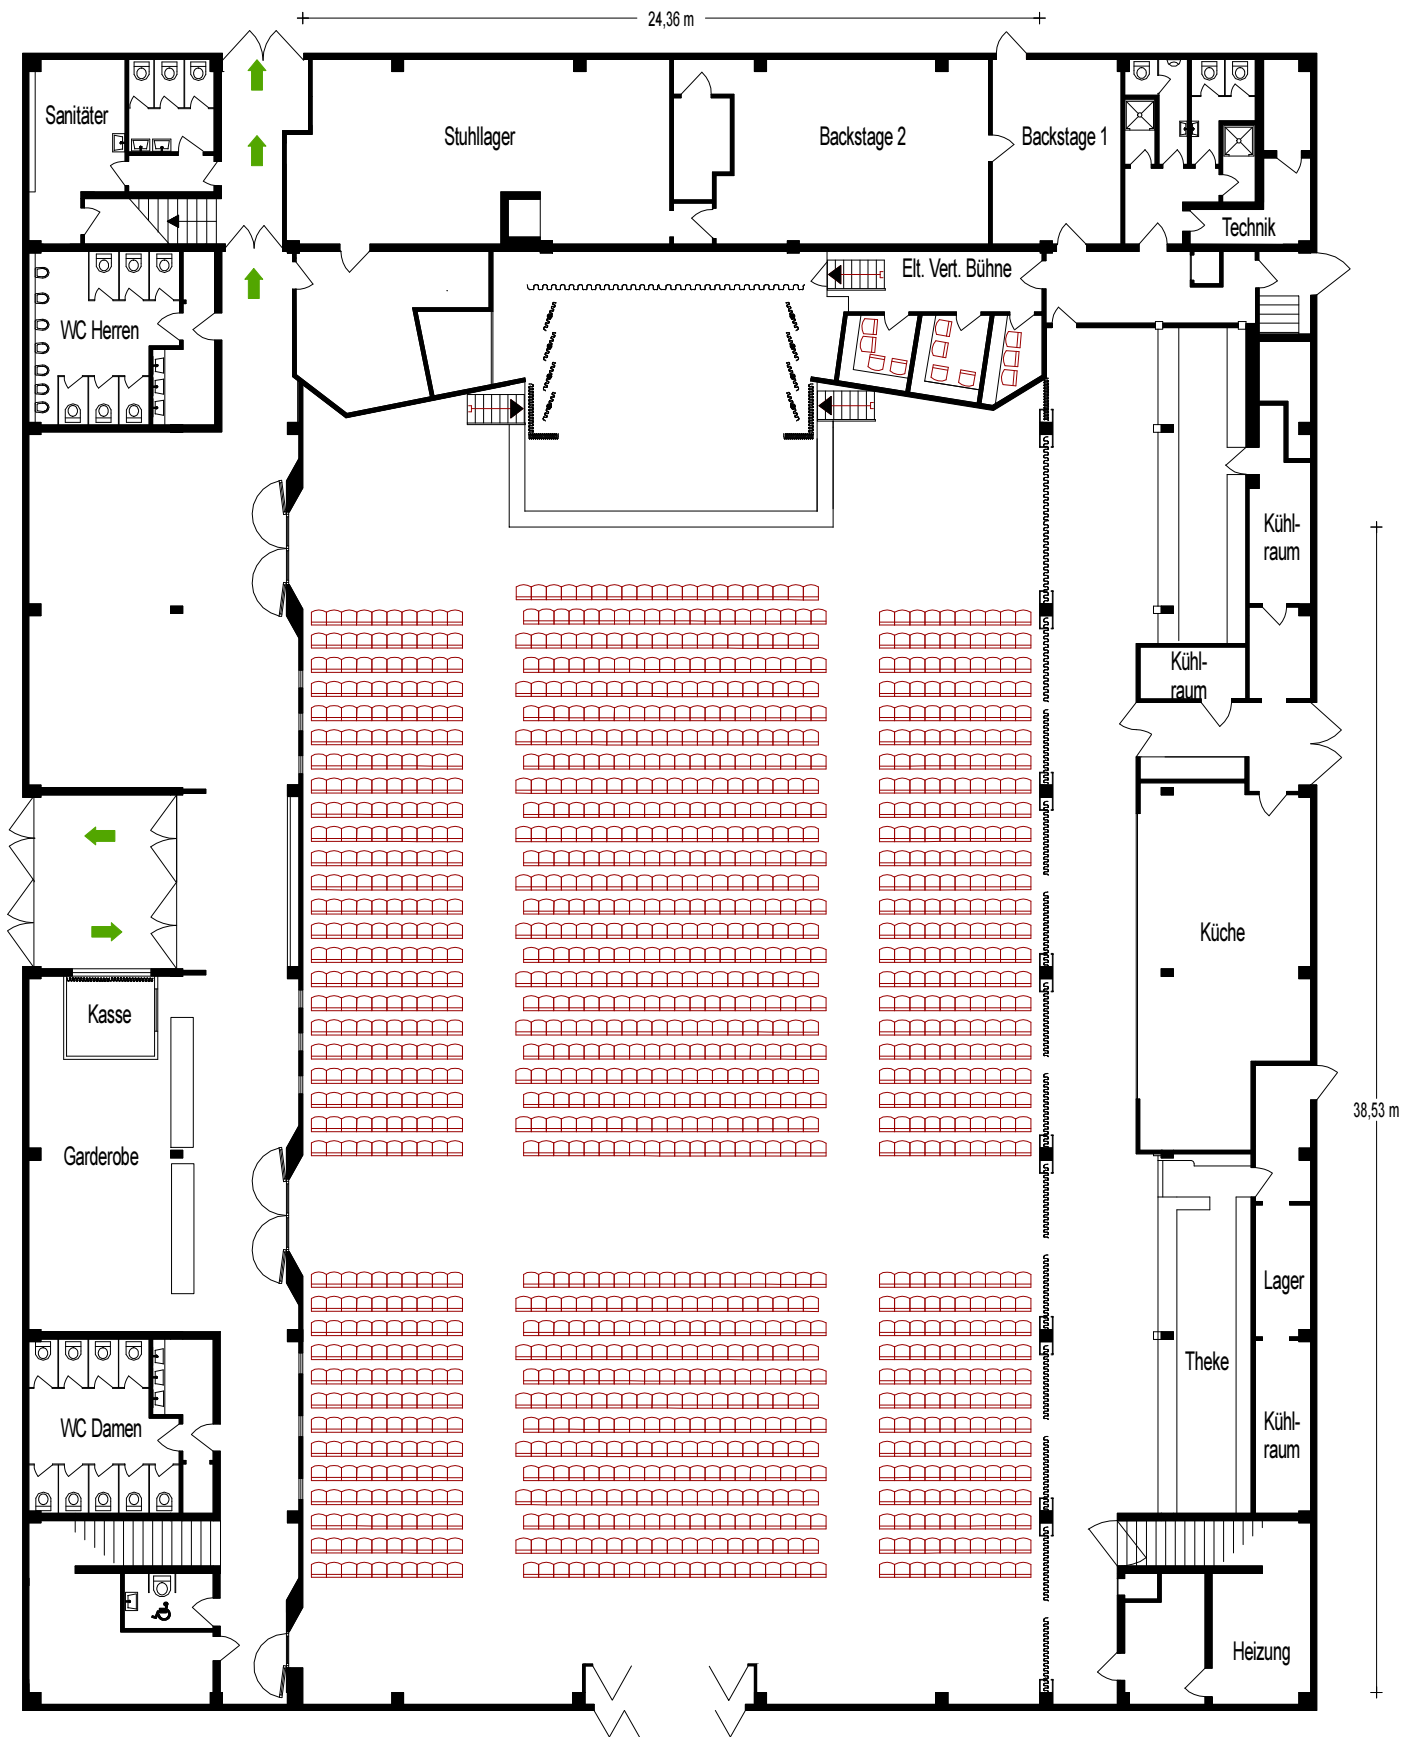 24,36 m
Sanitäter
Stuhllager
Backstage 2
Backstage 1
Technik
Elt. Vert. Bühne
WC Herren
Kühl-
raum
Kühl-
raum
Küche
Kasse
38,53 m
Garderobe
Lager
Theke
WC Damen
Kühl-
raum
Heizung